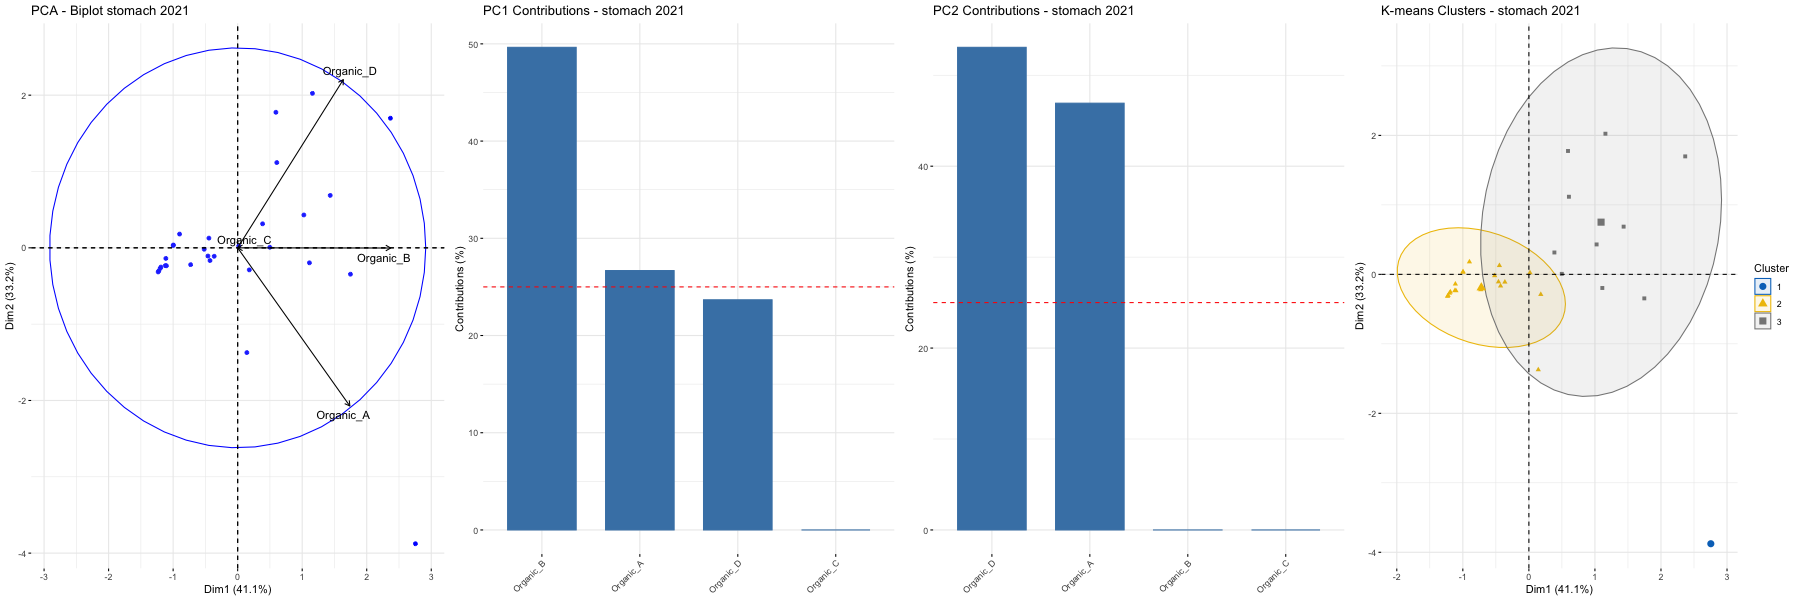 PCA - Biplot stomach 2021
Organic_D
Organic_C
Organic_B
Organic_A
2
0
-2
-4
-3
-2
-1
0
1
2
3
Dim1 (41.1%)
Dim2 (33.2%)
PC1 Contributions - stomach 2021
50
40
30
20
10
0
Contributions (%)
Organic_B
Organic_A
Organic_D
Organic_C
PC2 Contributions - stomach 2021
40
20
0
Contributions (%)
Organic_D
Organic_A
Organic_B
Organic_C
K-means Clusters - stomach 2021
2
0
-2
-4
-2
-1
0
1
2
3
Dim1 (41.1%)
Dim2 (33.2%)
Cluster
1
2
3